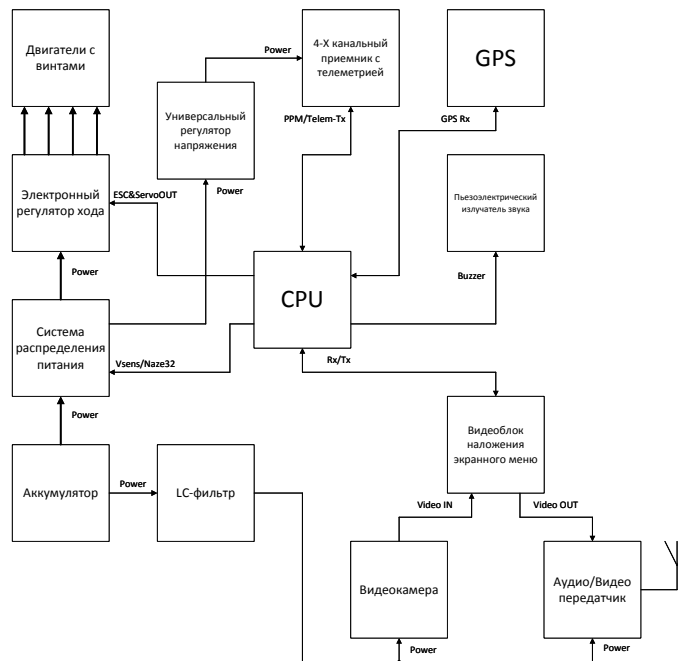 Двигатели с
винтами
Power
4-X канальный
приемник с
телеметрией
GPS
Универсальный
регулятор
напряжения
PPM/Telem-Tx
GPS Rx
Электронный
регулятор хода
ESC&ServoOUT
Power
Пьезоэлектрический
излучатель звука
Power
CPU
Buzzer
Система
распределения
питания
Vsens/Naze32
Rx/Tx
Power
Видеоблок
наложения
экранного меню
Аккумулятор
Power
LC-фильтр
Video IN
Video OUT
Видеокамера
Аудио/Видео
передатчик
Power
Power